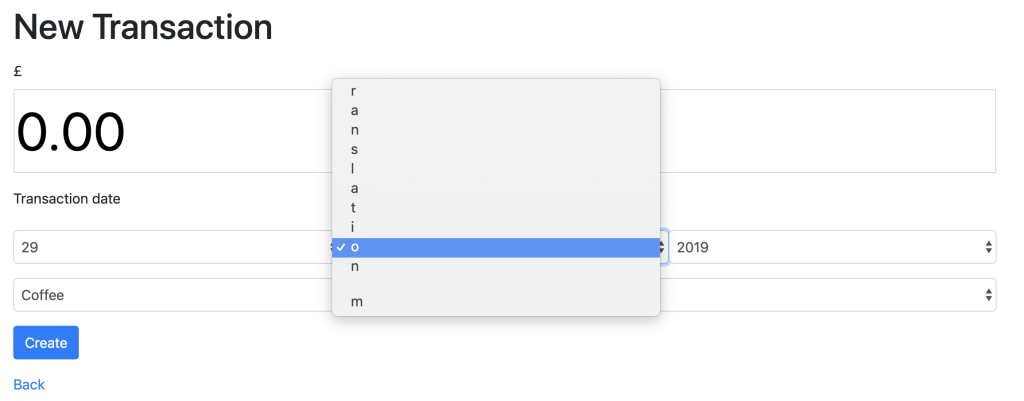 New Transaction
£
0.00
Transaction date
29
2019
r
a
n
s
l
a
t
i
✓ o
n
m
Coffee
Create
Back